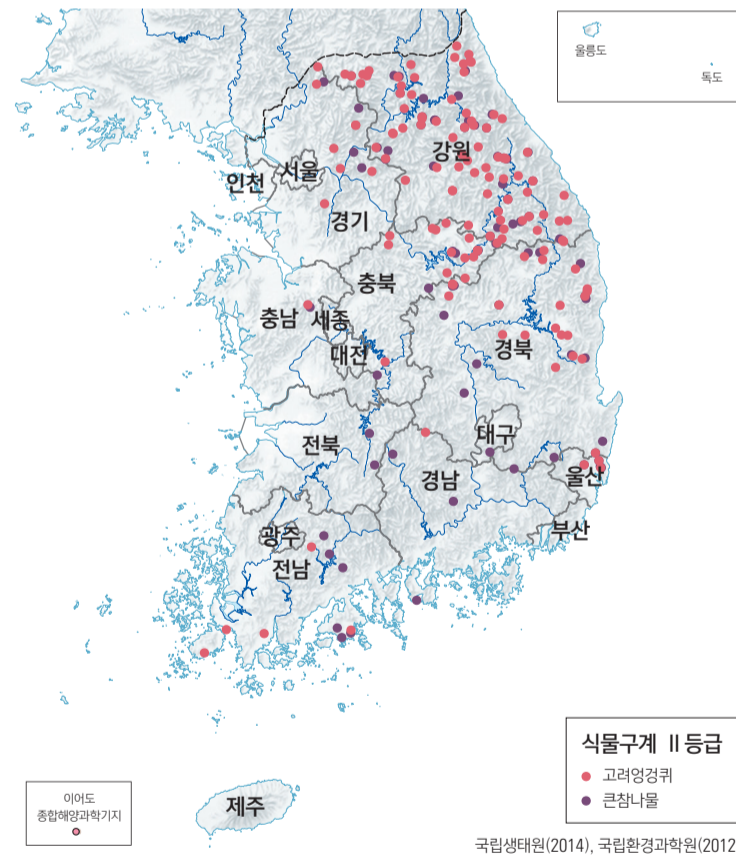 울릉도
독도
강원
서울
인천
경기
충북
충남
세종
대전
경북
전북
대구
경남
울산
광주
부산
전남
제주
이어도
종합해양과학기지
식물구계 II 등급
고려엉겅퀴
큰참나물
국립생태원(2014), 국립환경과학원(2012